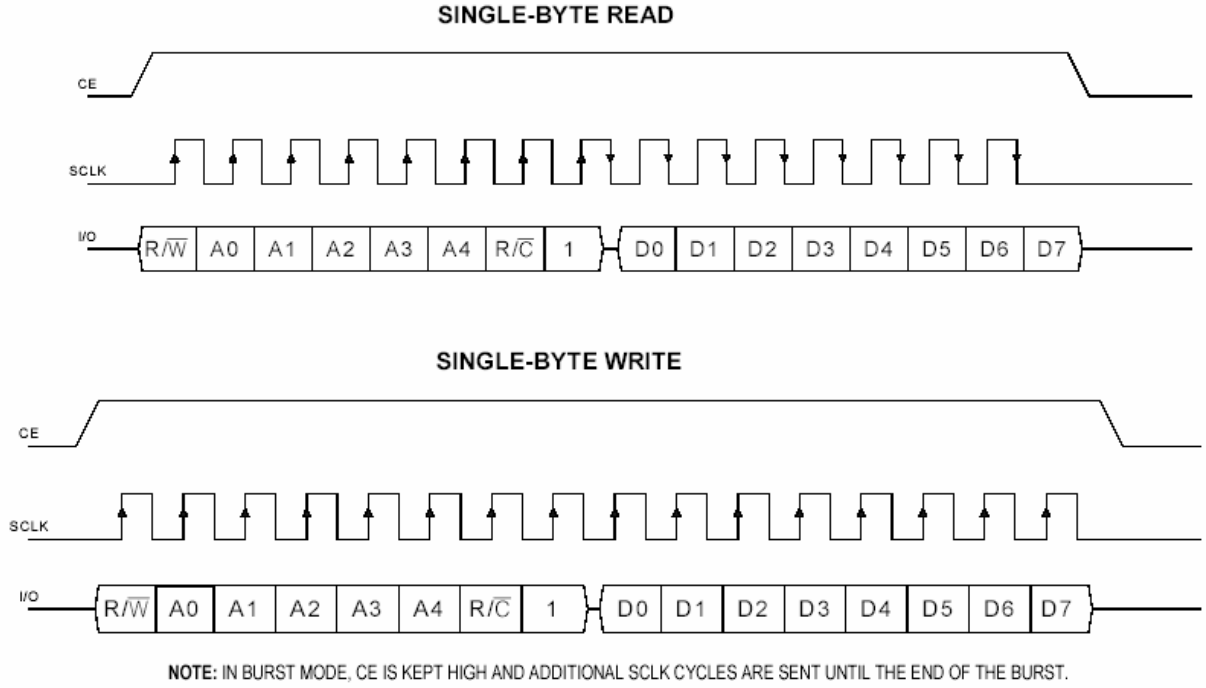 SINGLE-BYTE READ
CE
SCLK
I/O R/W̅ A0 A1 A2 A3 A4 R/C̅ 1 D0 D1 D2 D3 D4 D5 D6 D7
SINGLE-BYTE WRITE
CE
SCLK
I/O R/W̅ A0 A1 A2 A3 A4 R/C̅ 1 D0 D1 D2 D3 D4 D5 D6 D7
NOTE: IN BURST MODE, CE IS KEPT HIGH AND ADDITIONAL SCLK CYCLES ARE SENT UNTIL THE END OF THE BURST.